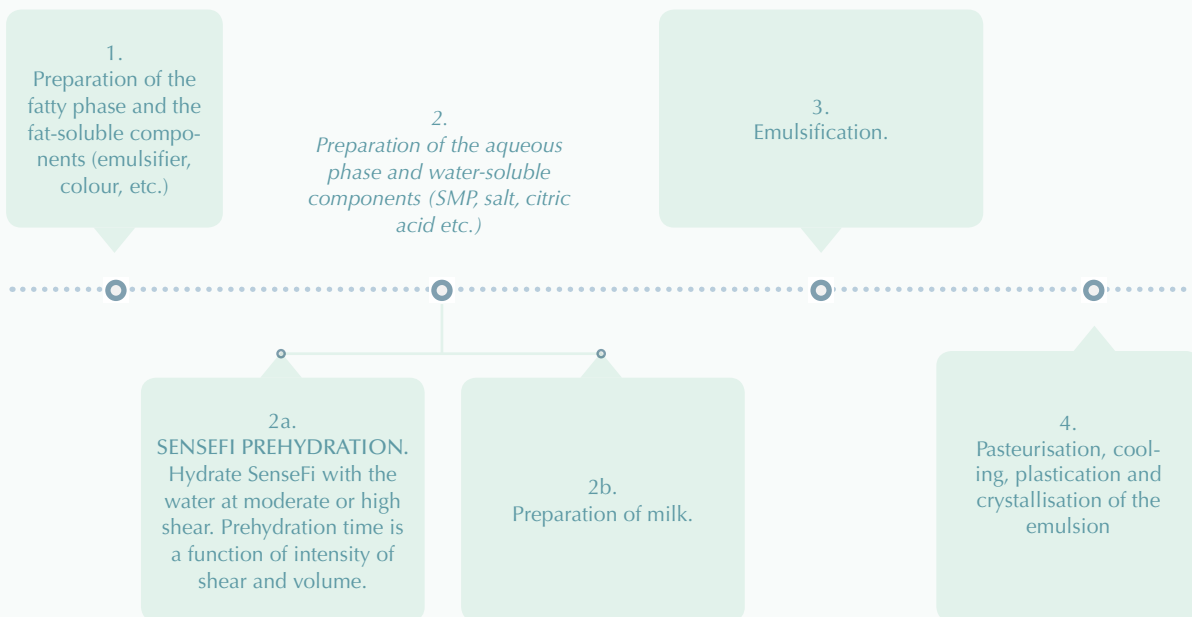 1.
Preparation of the
fatty phase and the
fat-soluble compo-
nents (emulsifier,
colour, etc.)
2.
Preparation of the aqueous
phase and water-soluble
components (SMP, salt, citric
acid etc.)
2a.
SENSEFI PREHYDRATION.
Hydrate SenseFi with the
water at moderate or high
shear. Prehydration time is
a function of intensity of
shear and volume.
2b.
Preparation of milk.
3.
Emulsification.
4.
Pasteurisation, cool-
ing, plastication and
crystallisation of the
emulsion